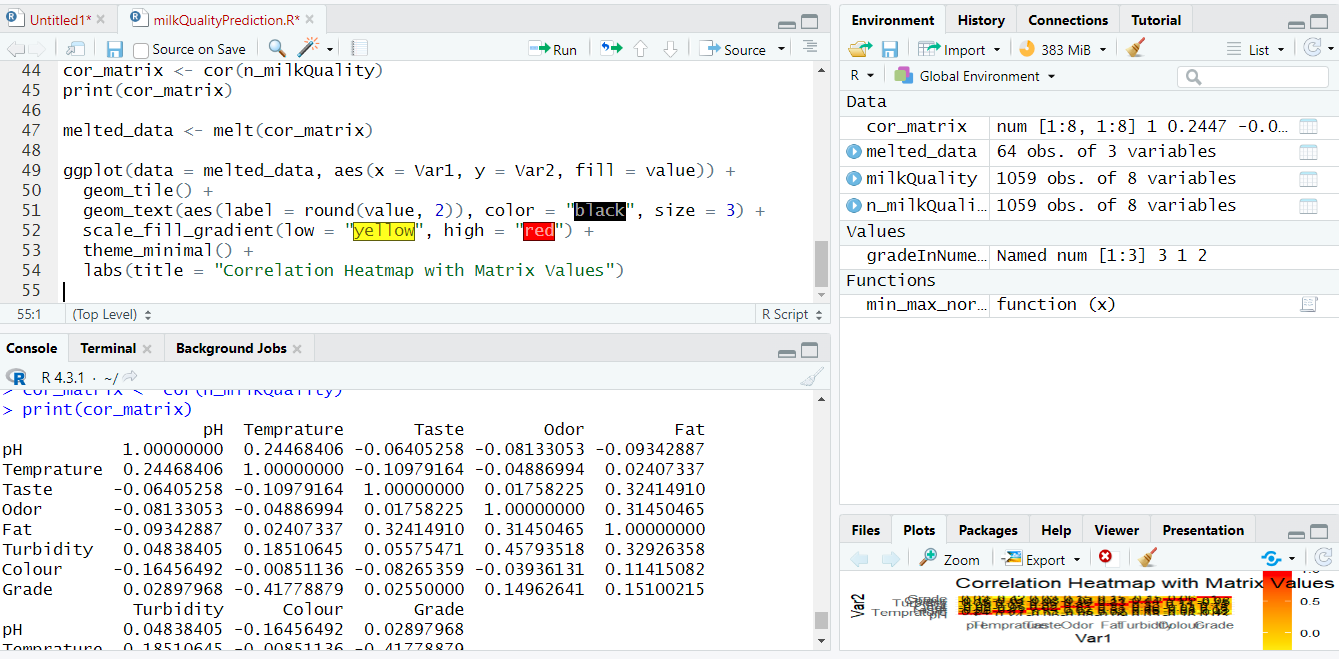 Untitled1*
milkQualityPrediction.R*
Source on Save
Run
Source
44 cor_matrix <- cor(n_milkQuality)
45 print(cor_matrix)
46
47 melted_data <- melt(cor_matrix)
48
49 ggplot(data = melted_data, aes(x = Var1, y = Var2, fill = value)) +
50 geom_tile() +
51 geom_text(aes(label = round(value, 2)), color = "black", size = 3) +
52 scale_fill_gradient(low = "yellow", high = "red") +
53 theme_minimal() +
54 labs(title = "Correlation Heatmap with Matrix Values")
55
55:1 (Top Level) R Script
Console Terminal Background Jobs
R 4.3.1 · ~/
> cor_matrix <- cor(n_milkQuality)
> print(cor_matrix)
pH Temprature Taste Odor Fat
pH 1.00000000 0.24468406 -0.06405258 -0.08133053 -0.09342887
Temprature 0.24468406 1.00000000 -0.10979164 -0.04886994 0.02407337
Taste -0.06405258 -0.10979164 1.00000000 0.01758225 0.32414910
Odor -0.08133053 -0.04886994 0.01758225 1.00000000 0.31450465
Fat -0.09342887 0.02407337 0.32414910 0.31450465 1.00000000
Turbidity 0.04838405 0.18510645 0.05575471 0.45793518 0.32926358
Colour -0.16456492 -0.00851136 -0.08265359 -0.03936131 0.11415082
Grade 0.02897968 -0.41778879 0.02550000 0.14962641 0.15100216
Turbidity Colour Grade
pH 0.04838405 -0.16456492 0.02897968
Temprature 0.18510645 -0.00851136 -0.41778879
Environment History Connections Tutorial
Import 383 MiB List
R Global Environment
Data
cor_matrix num [1:8, 1:8] 1 0.2447 -0.0...
melted_data 64 obs. of 3 variables
milkQuality 1059 obs. of 8 variables
n_milkQuali... 1059 obs. of 8 variables
Values
gradeInNume... Named num [1:3] 3 1 2
Functions
min_max_nor... function (x)
Files Plots Packages Help Viewer Presentation
Zoom Export
Correlation Heatmap with Matrix Values
Var2
Grade
Temprature
pH
pH Temprature Taste Odor Fat Turbidity Colour Grade
Var1
0.5
0.0